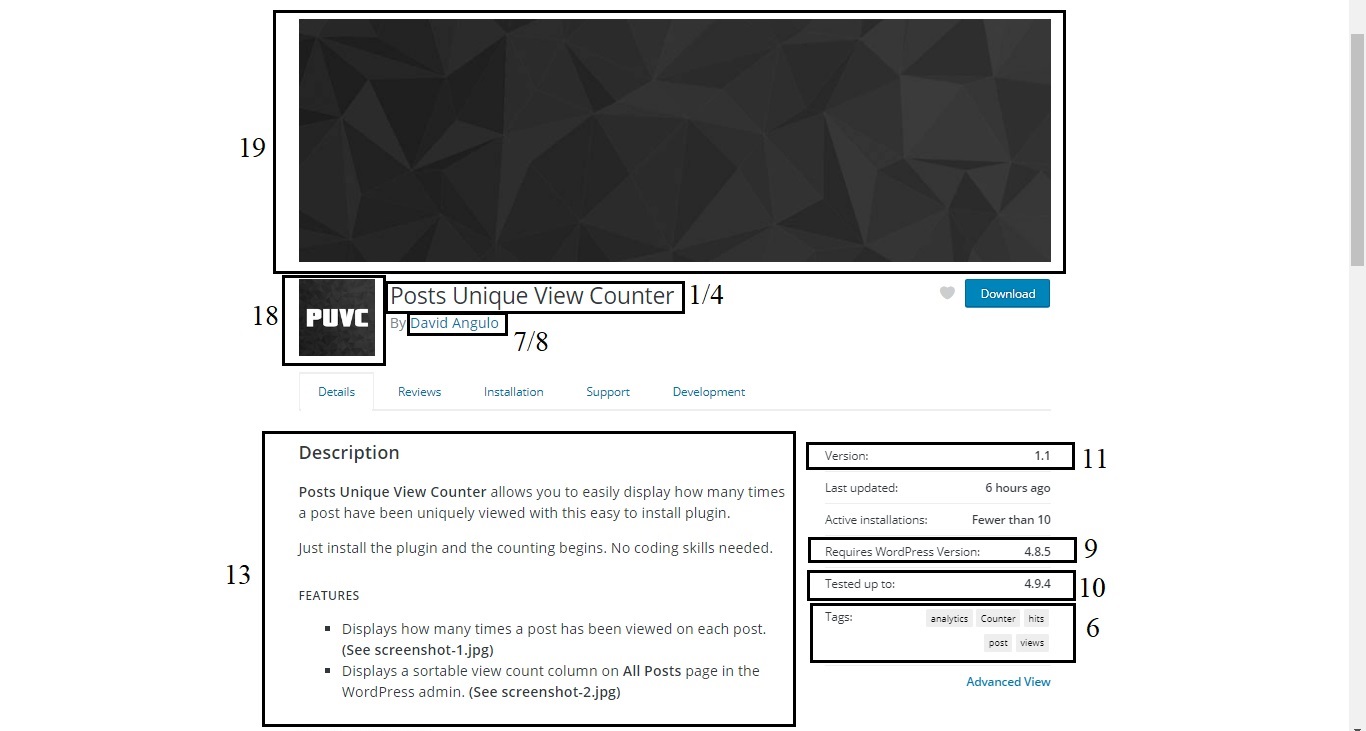 19
18
PUVC
Posts Unique View Counter
1/4
Download
By David Angulo
7/8
Details
Reviews
Installation
Support
Development
13
Description
Posts Unique View Counter allows you to easily display how many times
a post have been uniquely viewed with this easy to install plugin.
Just install the plugin and the counting begins. No coding skills needed.
FEATURES
Displays how many times a post has been viewed on each post.
(See screenshot-1.jpg)
Displays a sortable view count column on All Posts page in the
WordPress admin. (See screenshot-2.jpg)
Version: 1.1
11
Last updated: 6 hours ago
Active installations: Fewer than 10
Requires WordPress Version: 4.8.5
9
Tested up to: 4.9.4
10
Tags: analytics Counter hits
post views
6
Advanced View